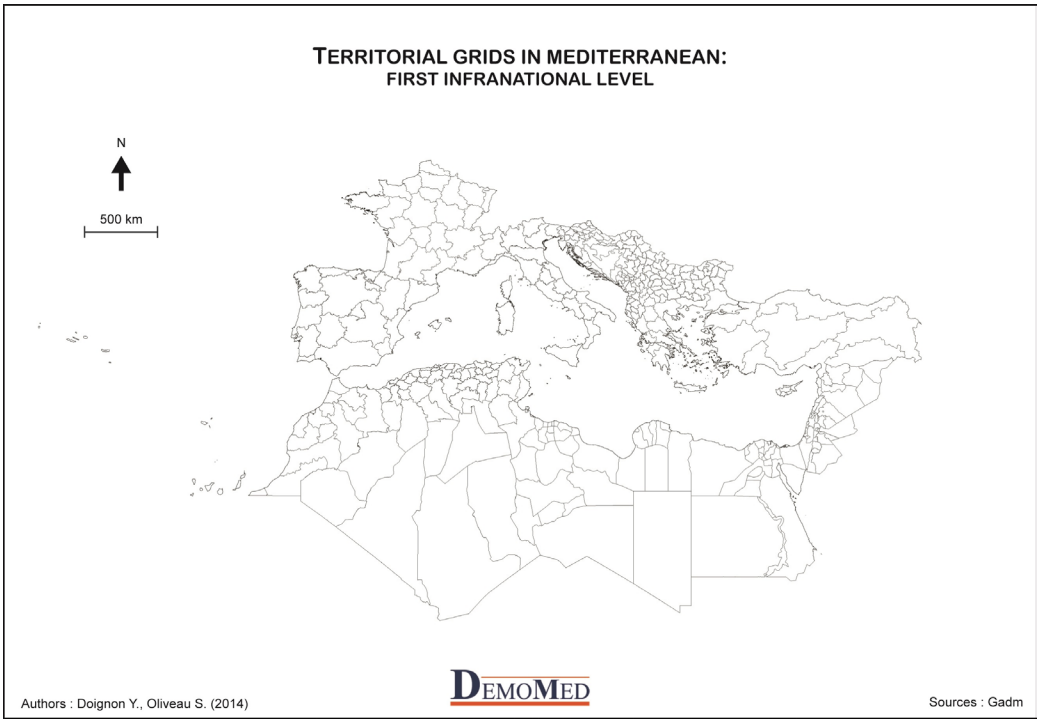 TERRITORIAL GRIDS IN MEDITERRANEAN:
FIRST INFRANATIONAL LEVEL
N
500 km
DEMOMED
Authors : Doignon Y., Oliveau S. (2014)
Sources : Gadm